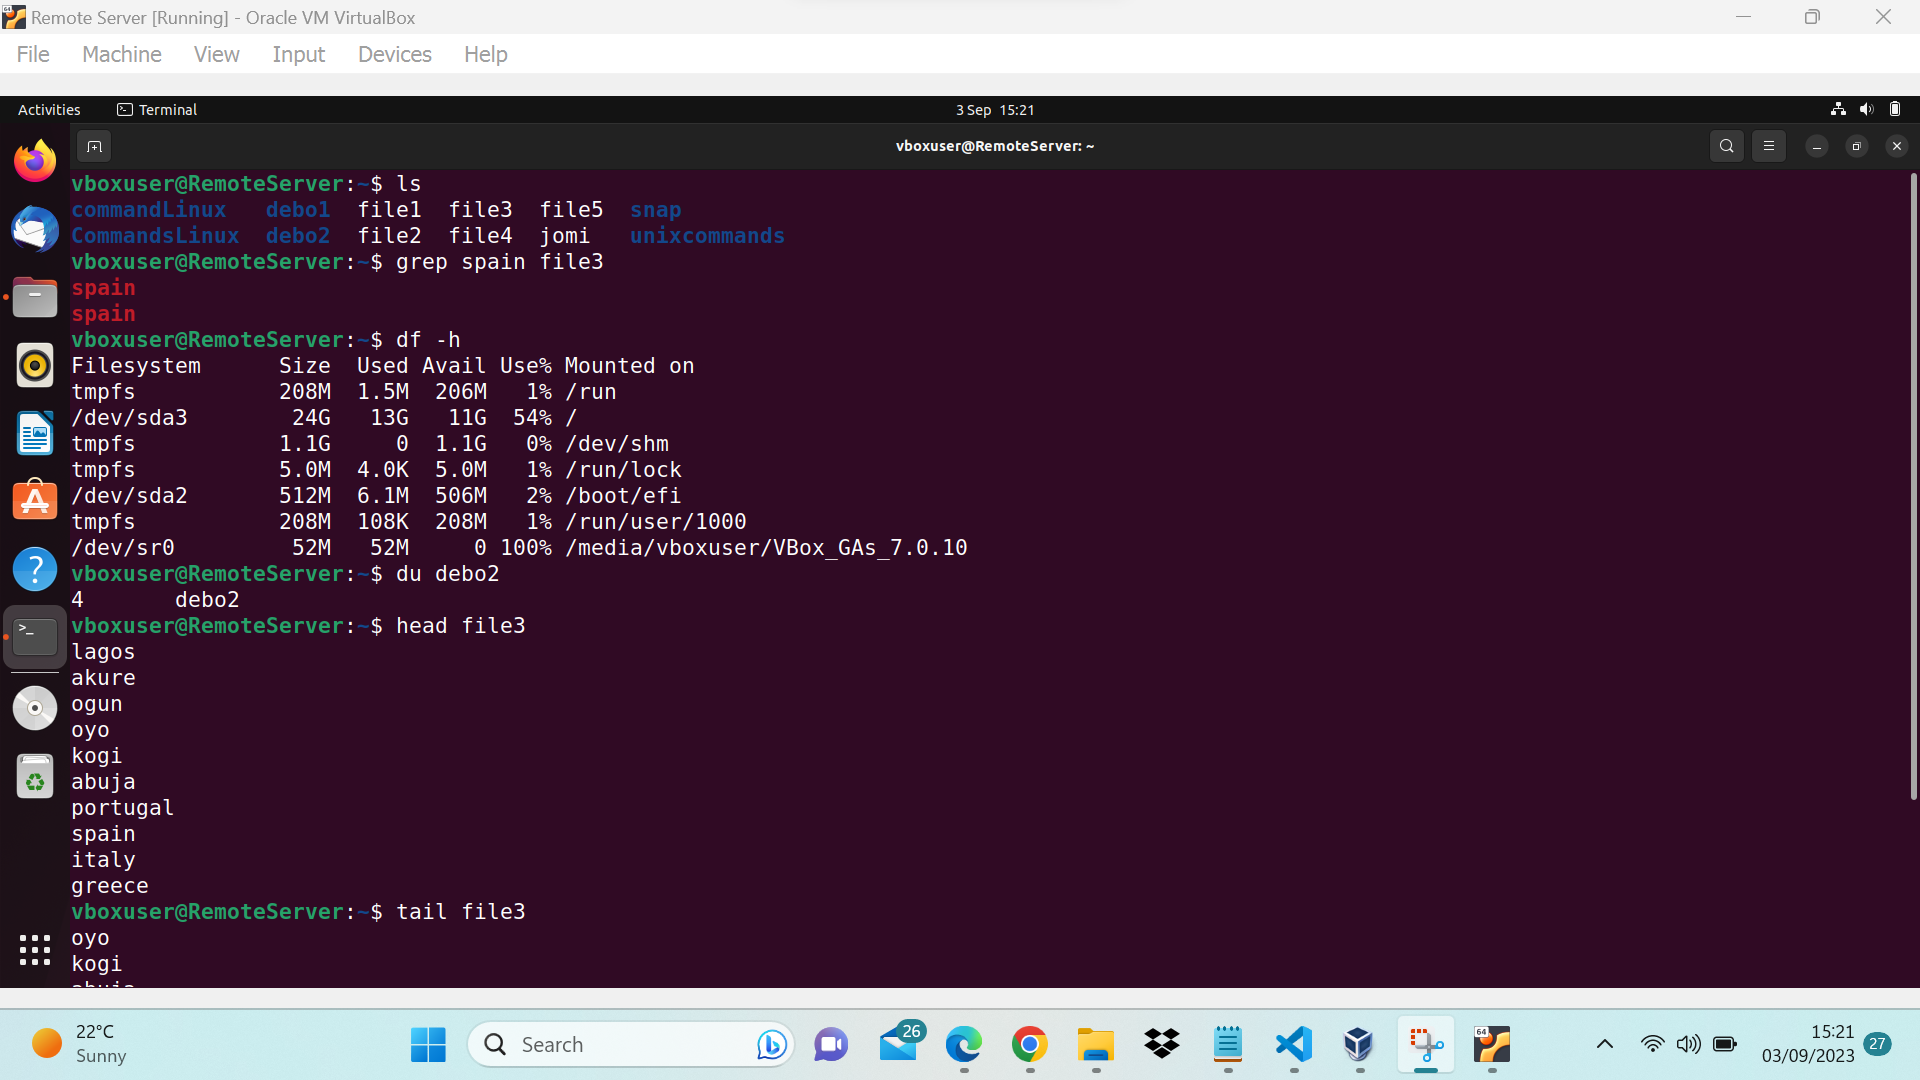 Remote Server [Running] - Oracle VM VirtualBox
File Machine View Input Devices Help
Activities Terminal 3 Sep 15:21
vboxuser@RemoteServer: ~
vboxuser@RemoteServer:~$ ls
commandLinux debo1 file1 file3 file5 snap
CommandsLinux debo2 file2 file4 jomi unixcommands
vboxuser@RemoteServer:~$ grep spain file3
spain
spain
vboxuser@RemoteServer:~$ df -h
Filesystem Size Used Avail Use% Mounted on
tmpfs 208M 1.5M 206M 1% /run
/dev/sda3 24G 13G 11G 54% /
tmpfs 1.1G 0 1.1G 0% /dev/shm
tmpfs 5.0M 4.0K 5.0M 1% /run/lock
/dev/sda2 512M 6.1M 506M 2% /boot/efi
tmpfs 208M 108K 208M 1% /run/user/1000
/dev/sr0 52M 52M 0 100% /media/vboxuser/VBox_GAs_7.0.10
vboxuser@RemoteServer:~$ du debo2
4 debo2
vboxuser@RemoteServer:~$ head file3
lagos
akure
ogun
oyo
kogi
abuja
portugal
spain
italy
greece
vboxuser@RemoteServer:~$ tail file3
oyo
kogi
abuja
22°C
Sunny
Search
26
64
15:21
03/09/2023
27